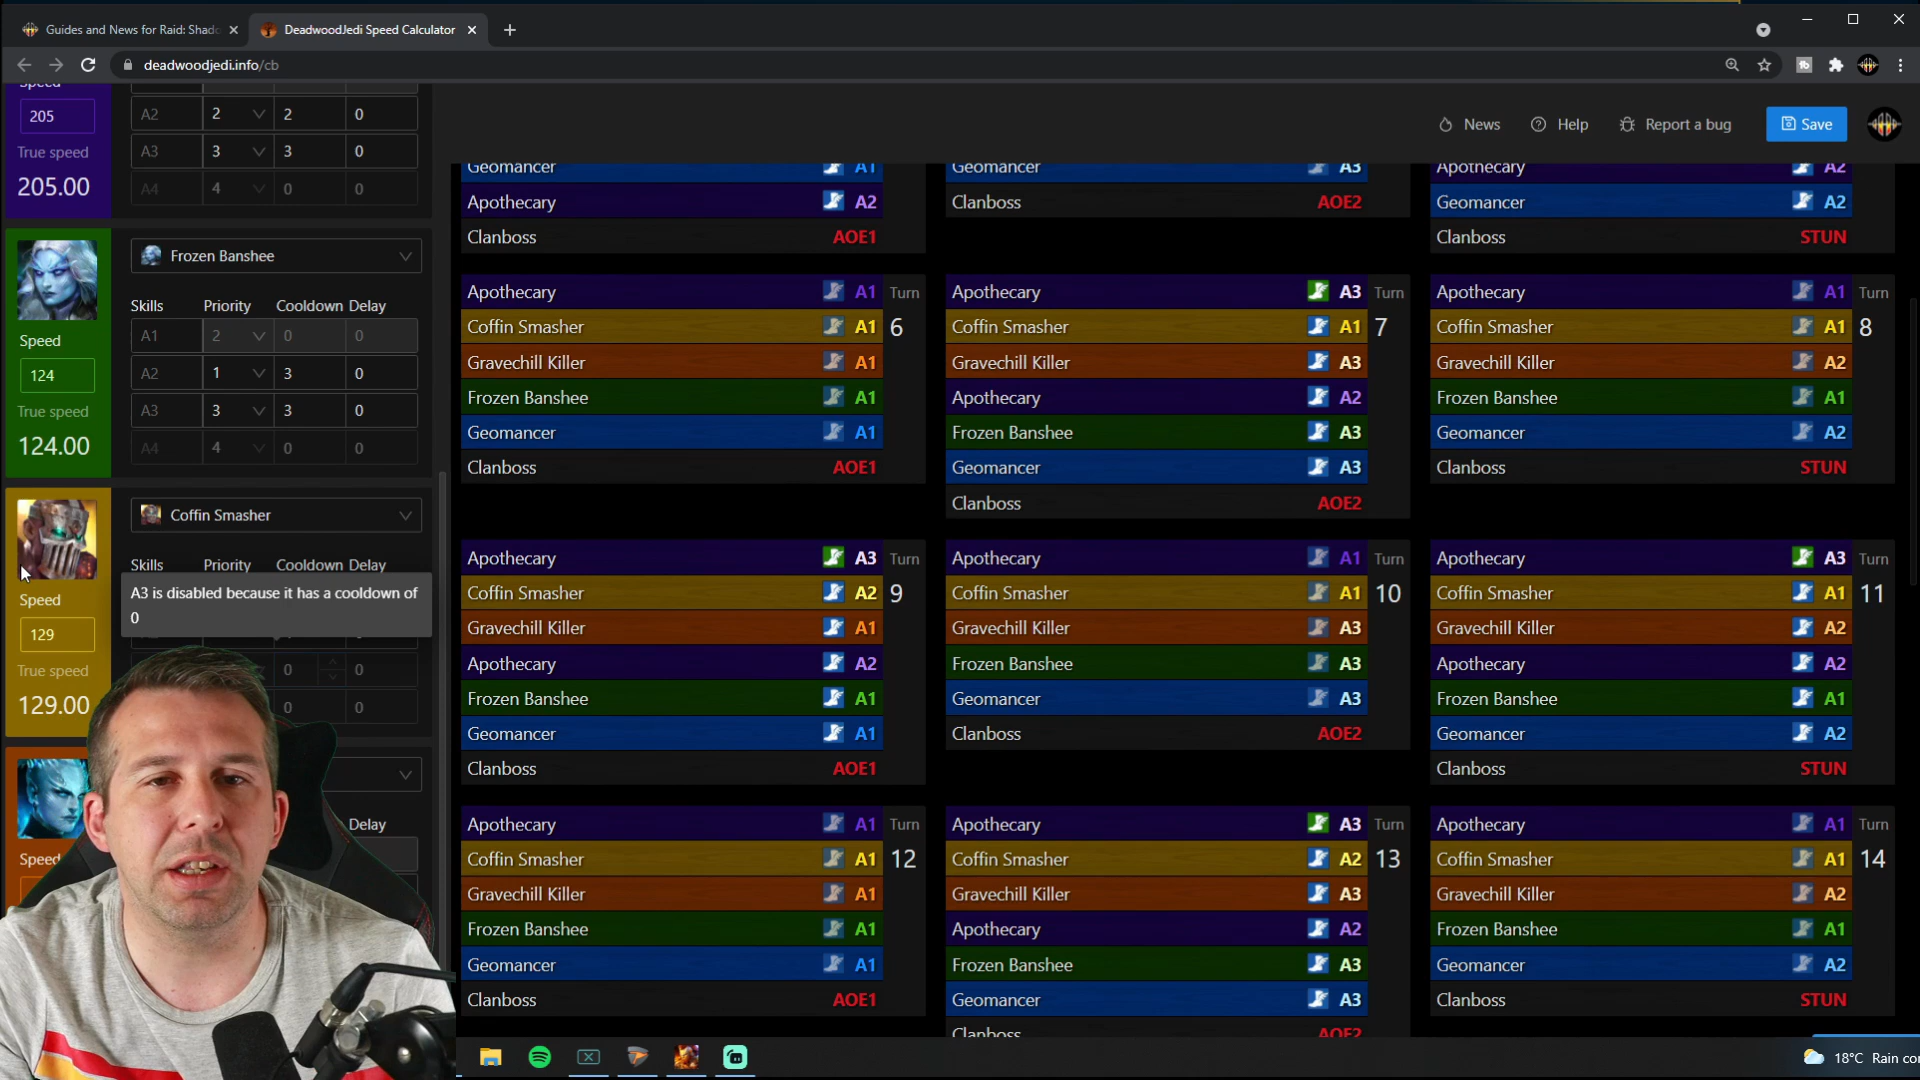 Guides and News for Raid: Shado
DeadwoodJedi Speed Calculator
deadwoodjedi.info/cb
News
Help
Report a bug
Save
Speed
205
True speed
205.00
A2 2 2 0
A3 3 3 0
A4 4 0 0
Frozen Banshee
Skills Priority Cooldown Delay
A1 2 0 0
A2 1 3 0
A3 3 3 0
A4 4 0 0
Speed
124
True speed
124.00
Coffin Smasher
Skills Priority Cooldown Delay
A3 is disabled because it has a cooldown of
0
0 0
0 0
Speed
129
True speed
129.00
Delay
Speed
Geomancer A1
Apothecary A2
Clanboss AOE1
Geomancer A3
Clanboss AOE2
Apothecary A2
Geomancer A2
Clanboss STUN
Apothecary A1 Turn
Coffin Smasher A1 6
Gravechill Killer A1
Frozen Banshee A1
Geomancer A1
Clanboss AOE1
Apothecary A3 Turn
Coffin Smasher A1 7
Gravechill Killer A3
Apothecary A2
Frozen Banshee A3
Geomancer A3
Clanboss AOE2
Apothecary A1 Turn
Coffin Smasher A1 8
Gravechill Killer A2
Frozen Banshee A1
Geomancer A2
Clanboss STUN
Apothecary A3 Turn
Coffin Smasher A2 9
Gravechill Killer A1
Apothecary A2
Frozen Banshee A1
Geomancer A1
Clanboss AOE1
Apothecary A1 Turn
Coffin Smasher A1 10
Gravechill Killer A3
Frozen Banshee A3
Geomancer A3
Clanboss AOE2
Apothecary A3 Turn
Coffin Smasher A1 11
Gravechill Killer A2
Apothecary A2
Frozen Banshee A1
Geomancer A2
Clanboss STUN
Apothecary A1 Turn
Coffin Smasher A1 12
Gravechill Killer A1
Frozen Banshee A1
Geomancer A1
Clanboss AOE1
Apothecary A3 Turn
Coffin Smasher A2 13
Gravechill Killer A3
Apothecary A2
Frozen Banshee A3
Geomancer A3
Clanboss AOE2
Apothecary A1 Turn
Coffin Smasher A1 14
Gravechill Killer A2
Frozen Banshee A1
Geomancer A2
Clanboss STUN
18°C Rain co